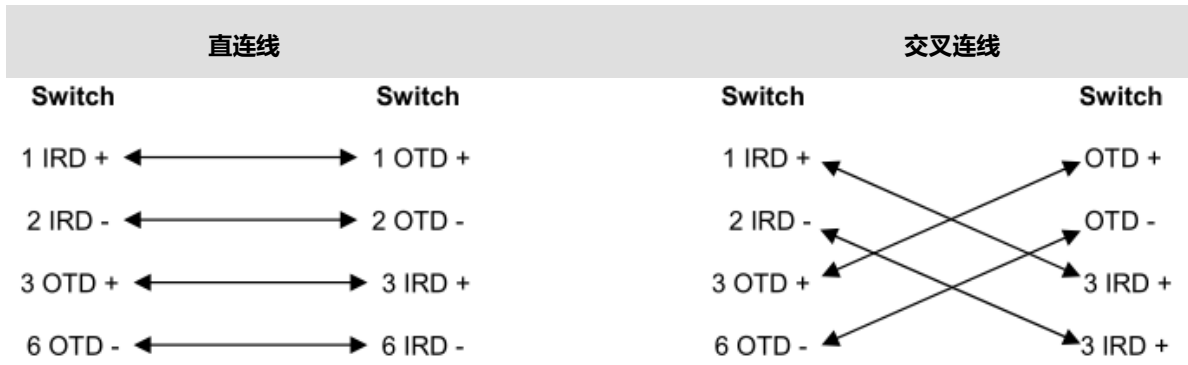 直连线 交叉连线
Switch Switch Switch Switch
1 IRD + 1 OTD + 1 IRD + OTD +
2 IRD - 2 OTD - 2 IRD - OTD -
3 OTD + 3 IRD + 3 OTD + 3 IRD +
6 OTD - 6 IRD - 6 OTD - 3 IRD +